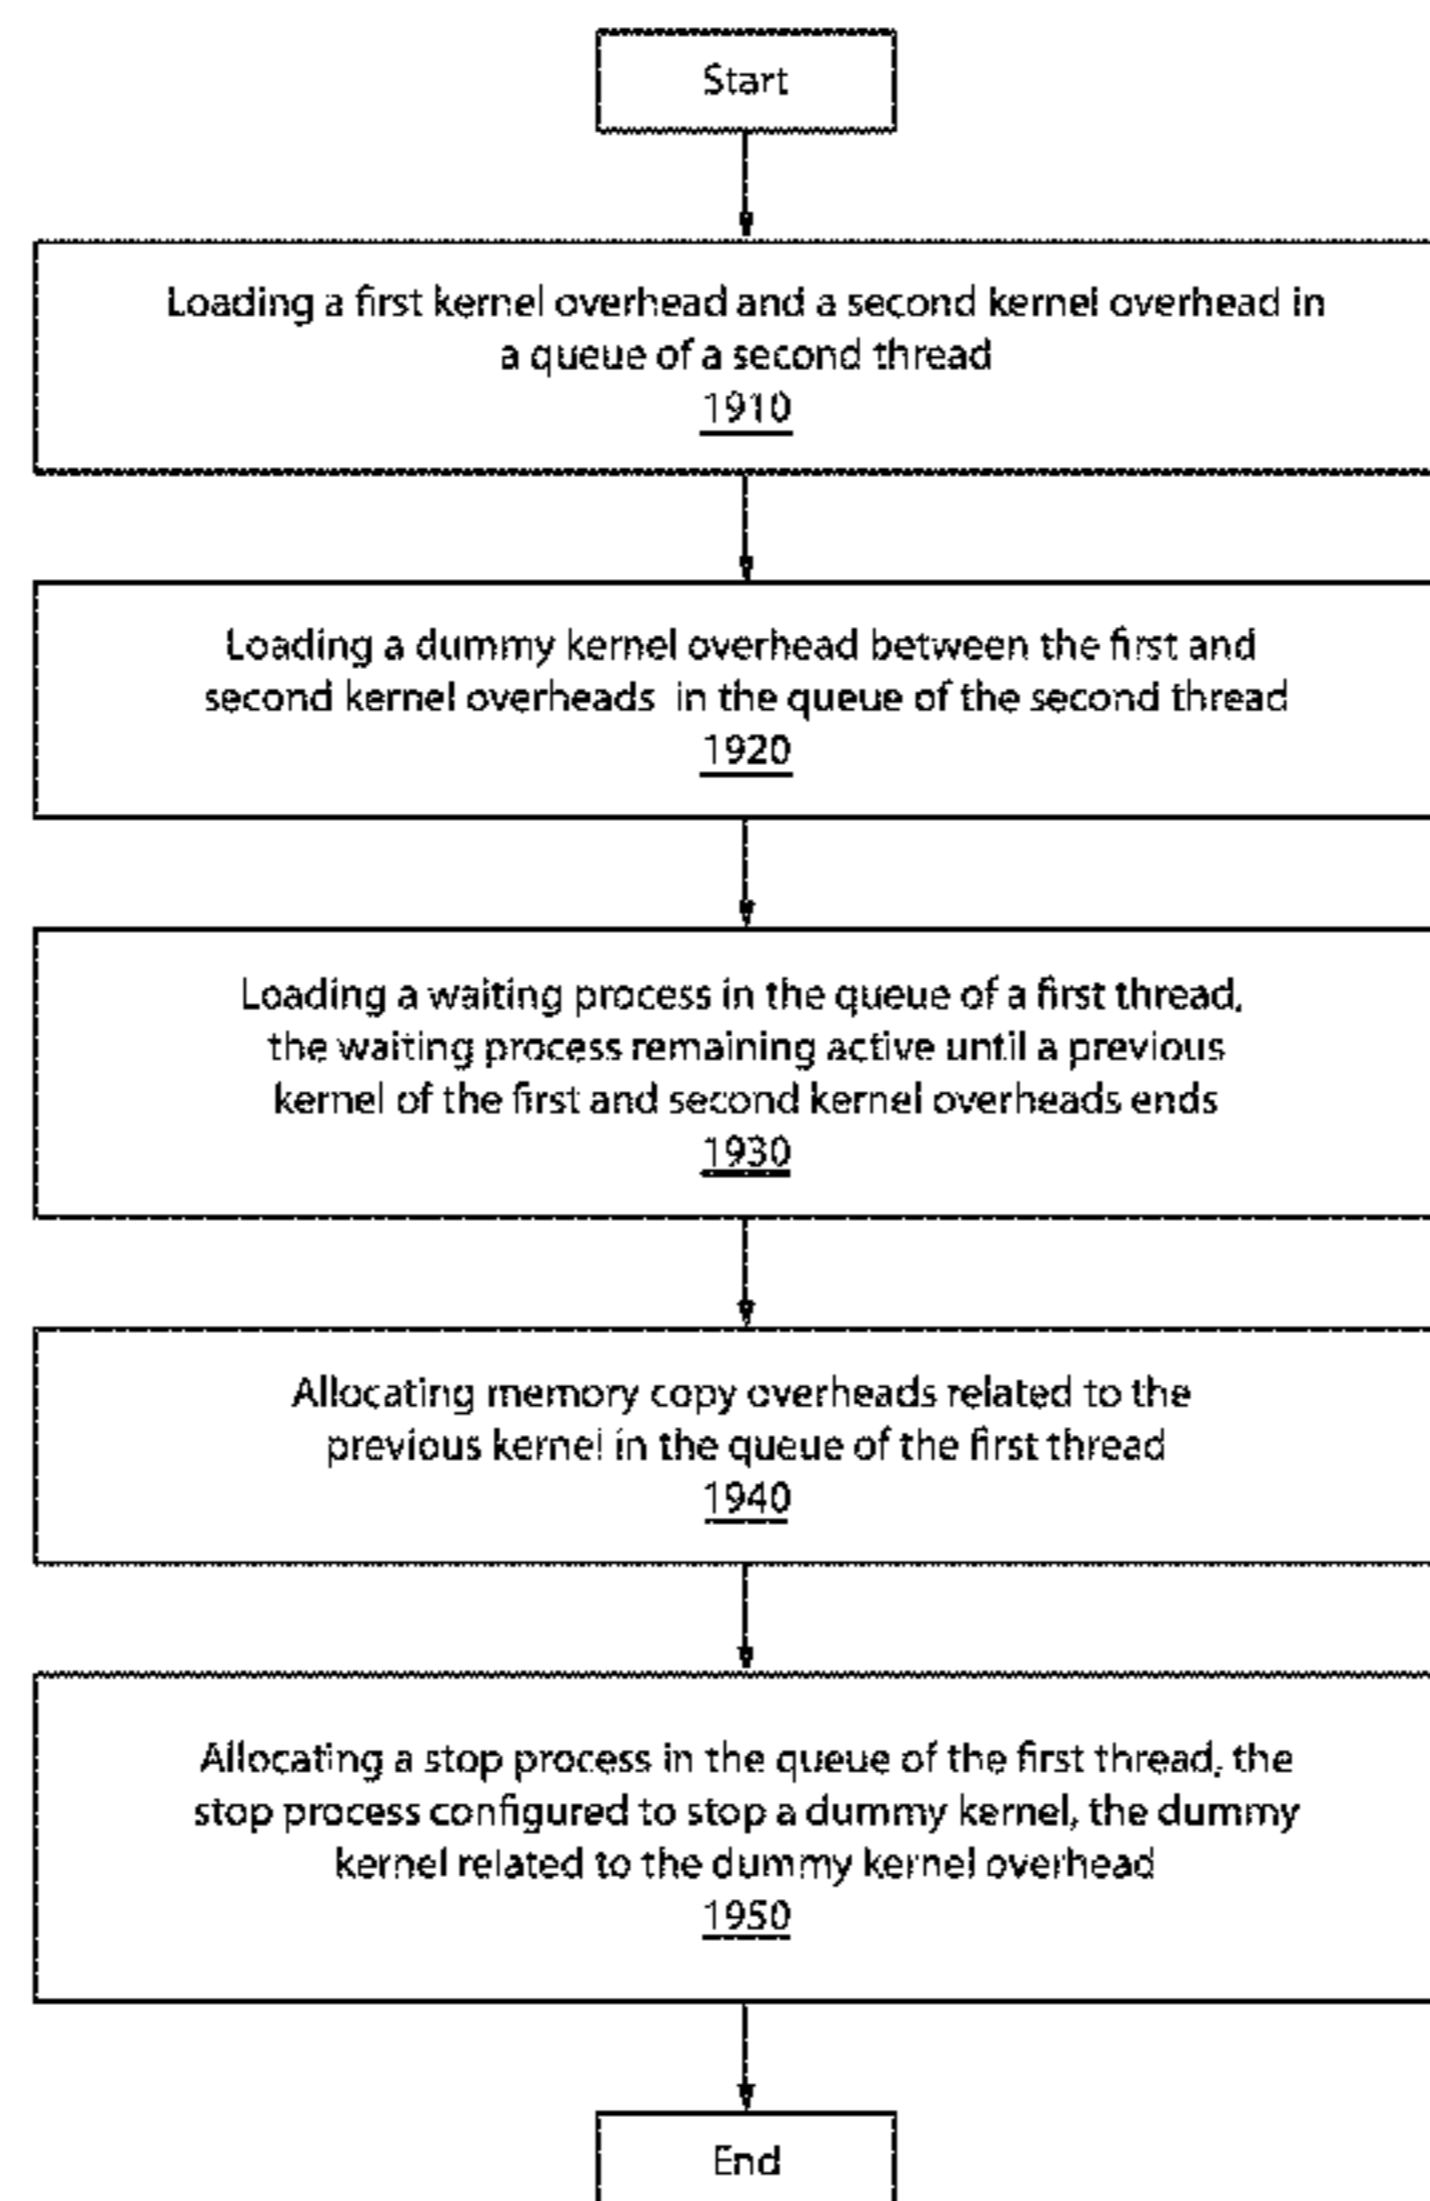 Start
Loading a first kernel overhead and a second kernel overhead in
a queue of a second thread
1910
Loading a dummy kernel overhead between the first and
second kernel overheads in the queue of the second thread
1920
Loading a waiting process in the queue of a first thread,
the waiting process remaining active until a previous
kernel of the first and second kernel overheads ends
1930
Allocating memory copy overheads related to the
previous kernel in the queue of the first thread
1940
Allocating a stop process in the queue of the first thread, the
stop process configured to stop a dummy kernel, the dummy
kernel related to the dummy kernel overhead
1950
End